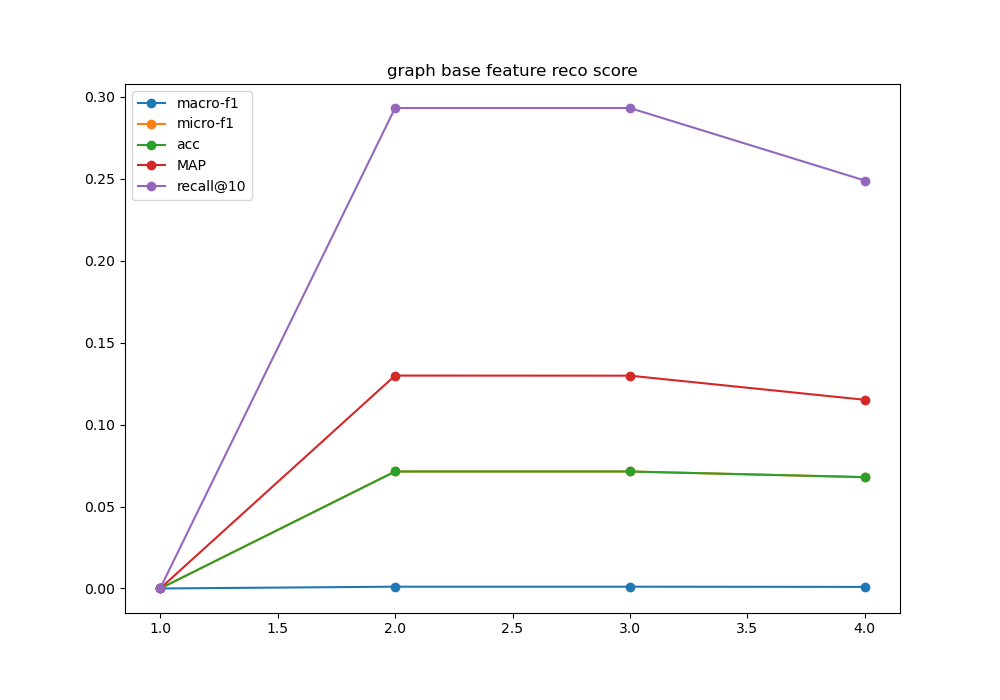 graph base feature reco score
macro-f1
micro-f1
acc
MAP
recall@10
0.30
0.25
0.20
0.15
0.10
0.05
0.00
1.0 1.5 2.0 2.5 3.0 3.5 4.0